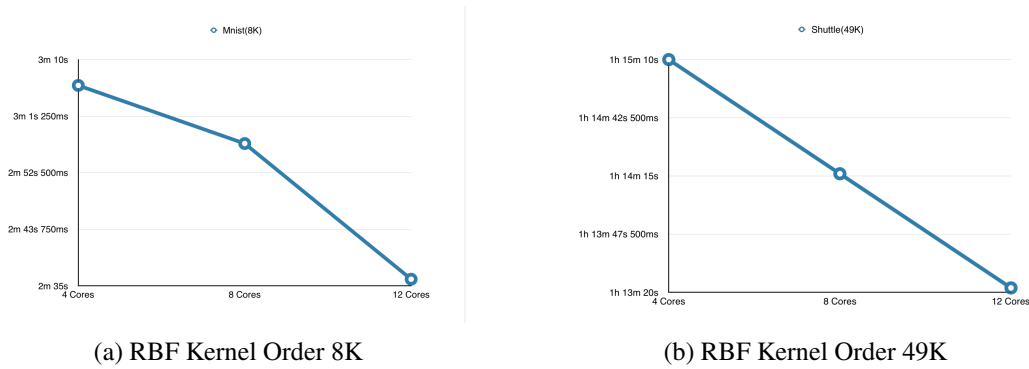 Mnist(8K)
3m 10s
3m 1s 250ms
2m 52s 500ms
2m 43s 750ms
2m 35s
4 Cores
8 Cores
12 Cores
(a) RBF Kernel Order 8K
Shuttle(49K)
1h 15m 10s
1h 14m 42s 500ms
1h 14m 15s
1h 13m 47s 500ms
1h 13m 20s
4 Cores
8 Cores
12 Cores
(b) RBF Kernel Order 49K